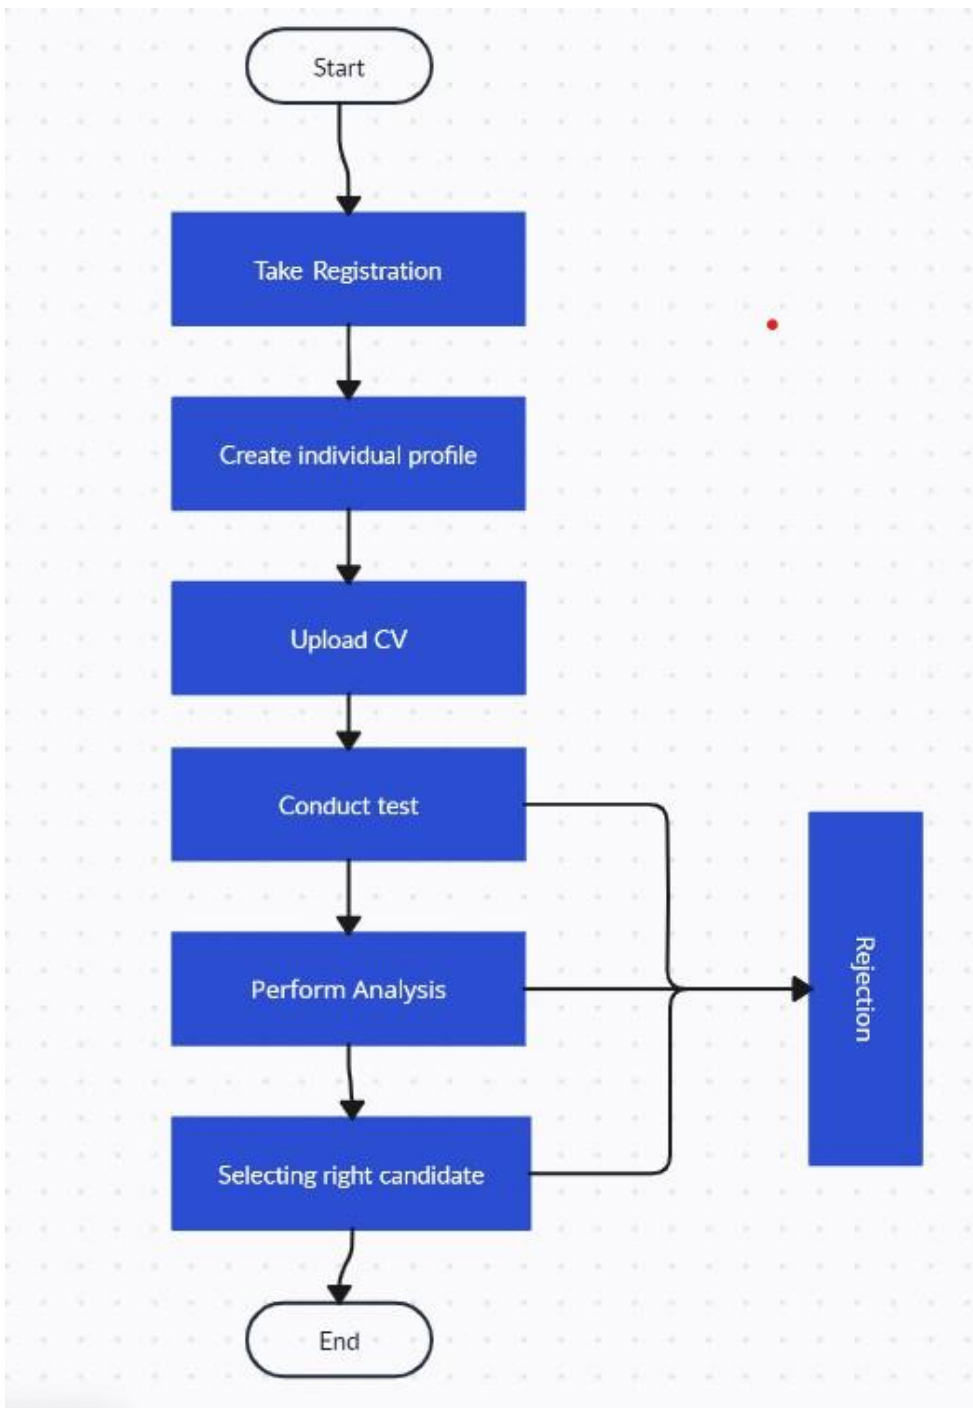 Start
Take Registration
Create individual profile
Upload CV
Conduct test
Perform Analysis
Rejection
Selecting right candidate
End